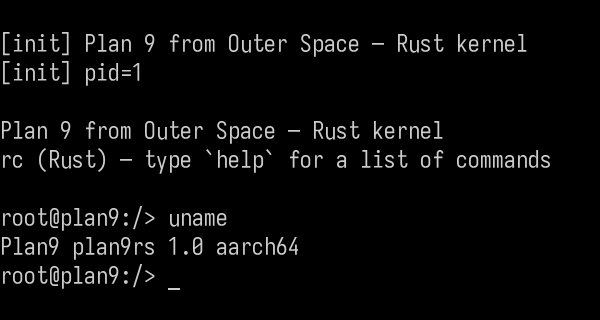 [init] Plan 9 from Outer Space — Rust kernel
[init] pid=1
Plan 9 from Outer Space — Rust kernel
rc (Rust) — type `help` for a list of commands
root@plan9:/> uname
Plan9 plan9rs 1.0 aarch64
root@plan9:/> _